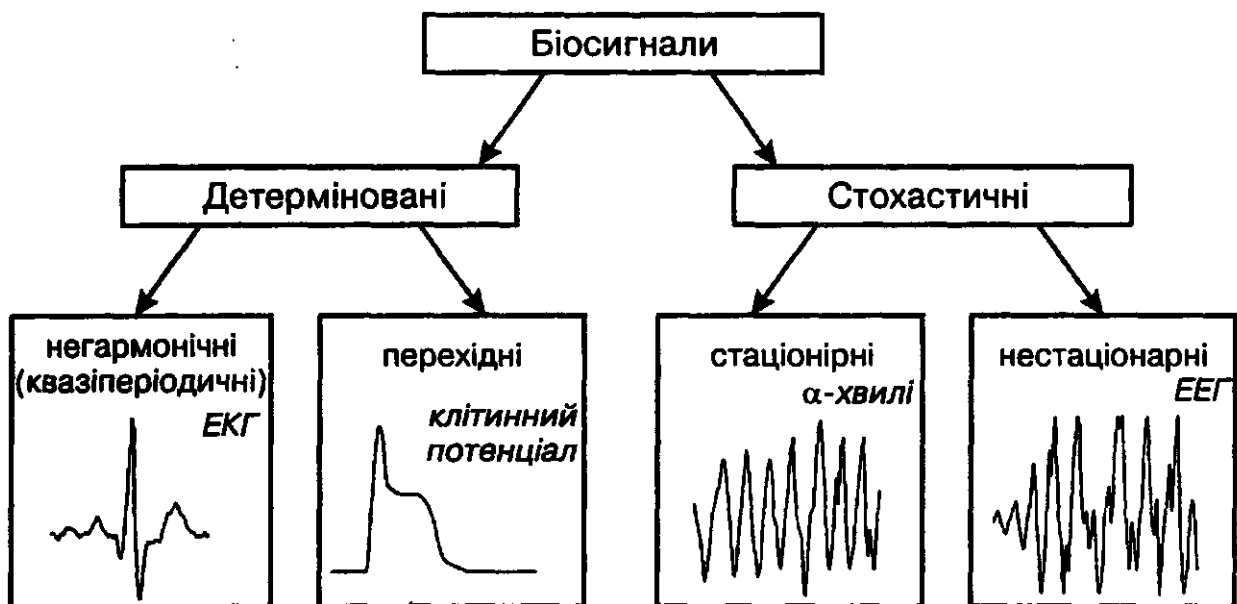 Біосигнали
Детерміновані
Стохастичні
негармонічні
(квазіперіодичні)
ЕКГ
перехідні
клітинний
потенціал
стаціонірні
α-хвилі
нестаціонарні
ЕЕГ